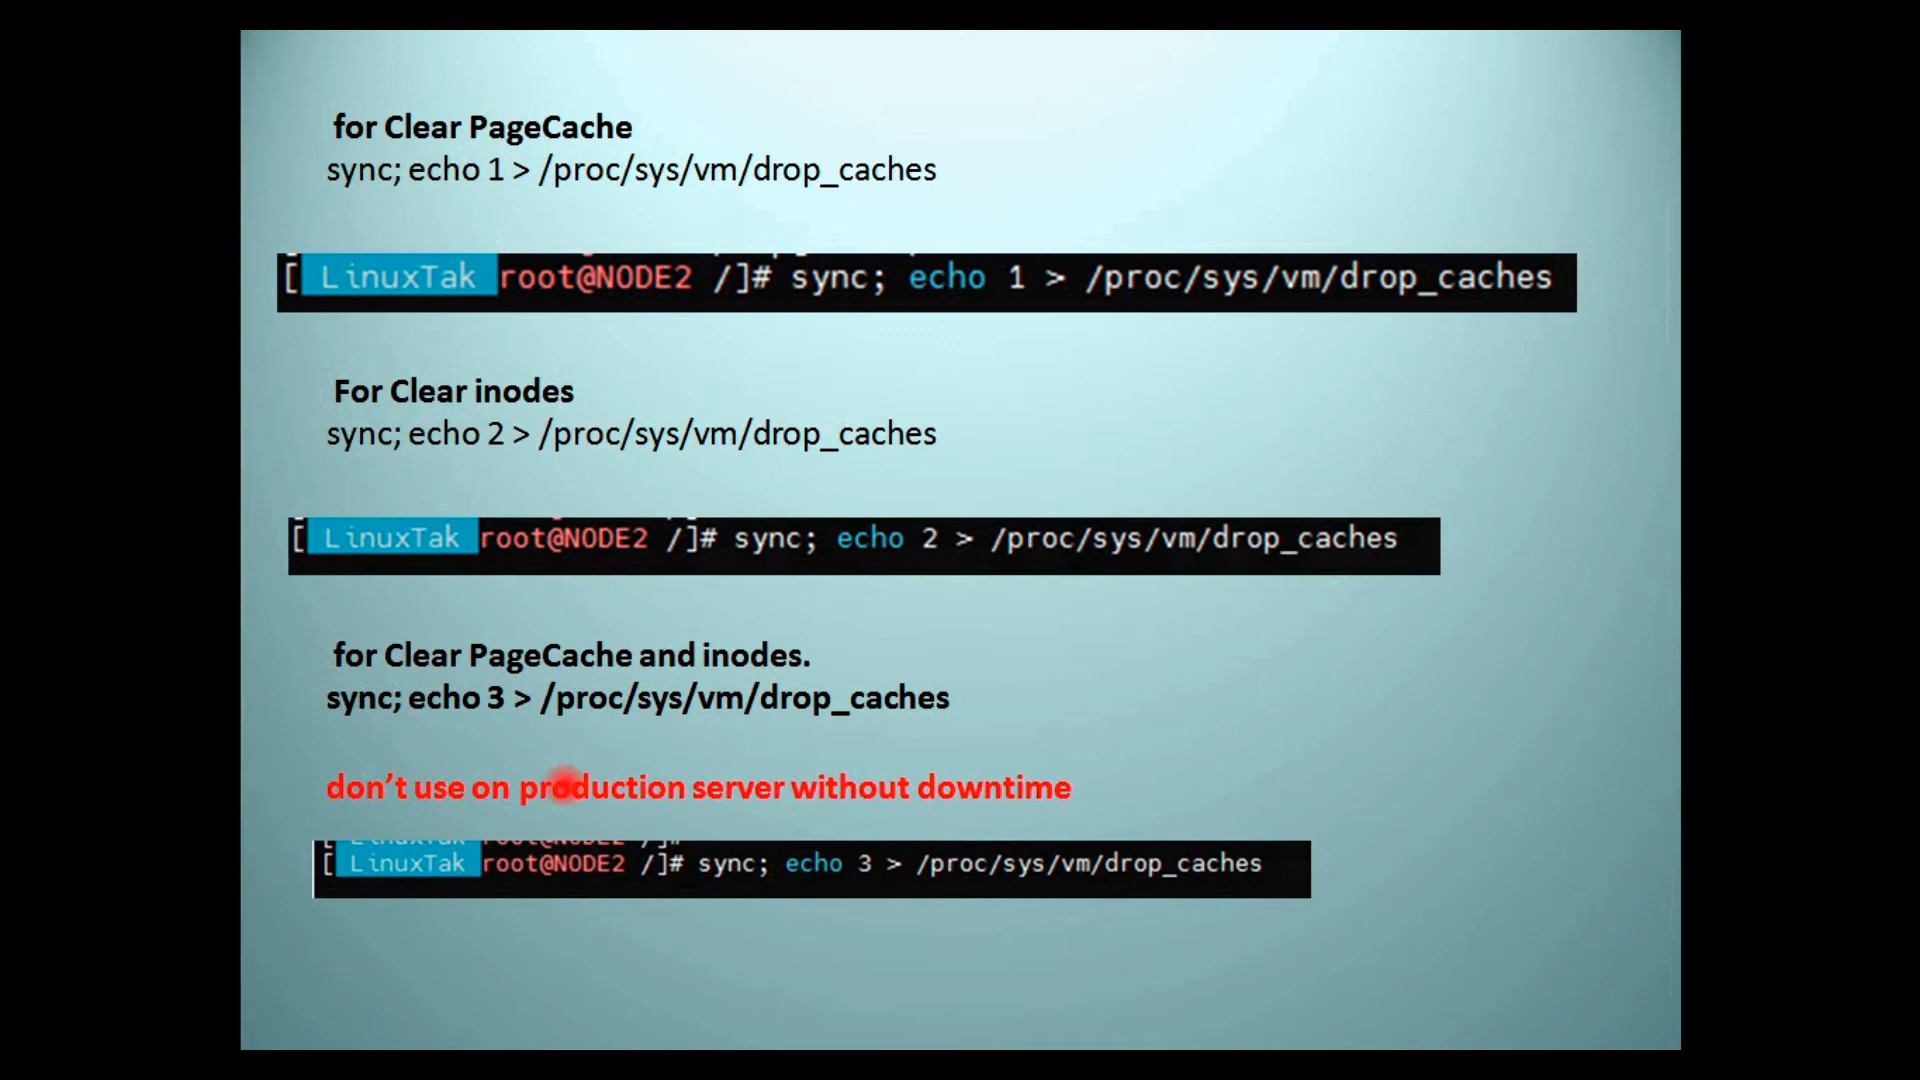 for Clear PageCache
sync; echo 1 > /proc/sys/vm/drop_caches
[ LinuxTak root@NODE2 /]# sync; echo 1 > /proc/sys/vm/drop_caches
For Clear inodes
sync; echo 2 > /proc/sys/vm/drop_caches
[ LinuxTak root@NODE2 /]# sync; echo 2 > /proc/sys/vm/drop_caches
for Clear PageCache and inodes.
sync; echo 3 > /proc/sys/vm/drop_caches
don’t use on production server without downtime
[ LinuxTak root@NODE2 /]# sync; echo 3 > /proc/sys/vm/drop_caches